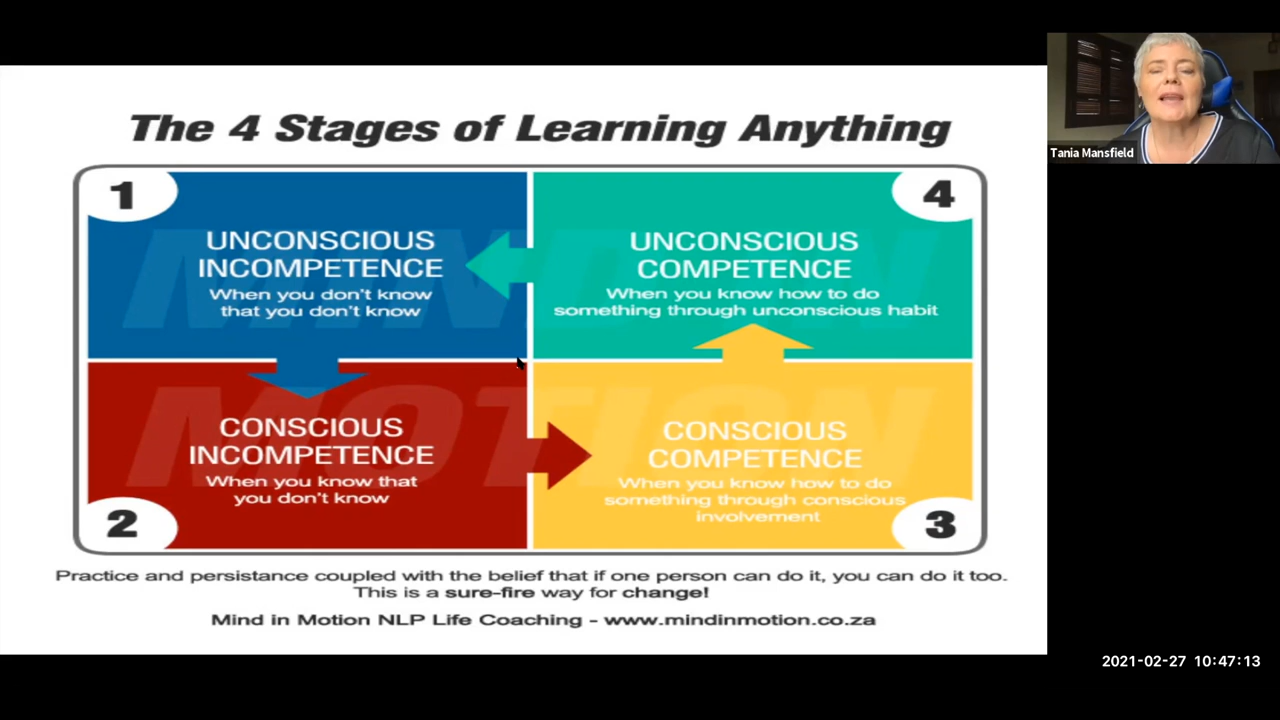 The 4 Stages of Learning Anything
1
UNCONSCIOUS
INCOMPETENCE
When you don't know
that you don't know
2
CONSCIOUS
INCOMPETENCE
When you know that
you don't know
3
CONSCIOUS
COMPETENCE
When you know how to do
something through conscious
involvement
4
UNCONSCIOUS
COMPETENCE
When you know how to do
something through unconscious habit
MIND IN
MOTION
Practice and persistance coupled with the belief that if one person can do it, you can do it too.
This is a sure-fire way for change!
Mind in Motion NLP Life Coaching - www.mindinmotion.co.za
Tania Mansfield
2021-02-27 10:47:13